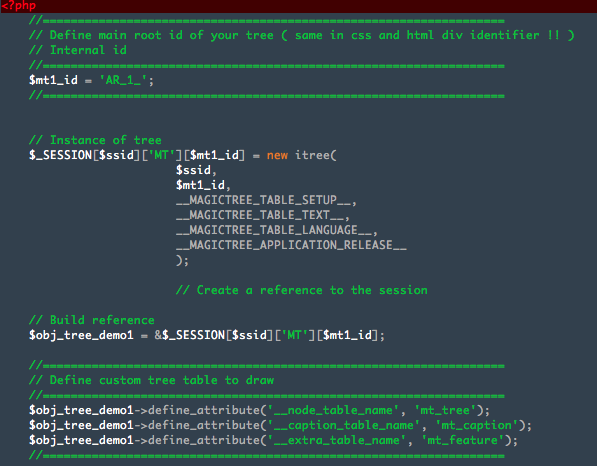 <?php
//==================================================================
// Define main root id of your tree ( same in css and html div identifier !! )
// Internal id
//==================================================================
$mt1_id = 'AR_1_';
//==================================================================
// Instance of tree
$_SESSION[$ssid]['MT'][$mt1_id] = new itree(
$ssid,
$mt1_id,
__MAGICTREE_TABLE_SETUP__,
__MAGICTREE_TABLE_TEXT__,
__MAGICTREE_TABLE_LANGUAGE__,
__MAGICTREE_APPLICATION_RELEASE__
);
// Create a reference to the session
// Build reference
$obj_tree_demo1 = &$_SESSION[$ssid]['MT'][$mt1_id];
//==================================================================
// Define custom tree table to draw
//==================================================================
$obj_tree_demo1->define_attribute('__node_table_name', 'mt_tree');
$obj_tree_demo1->define_attribute('__caption_table_name', 'mt_caption');
$obj_tree_demo1->define_attribute('__extra_table_name', 'mt_feature');
//==================================================================